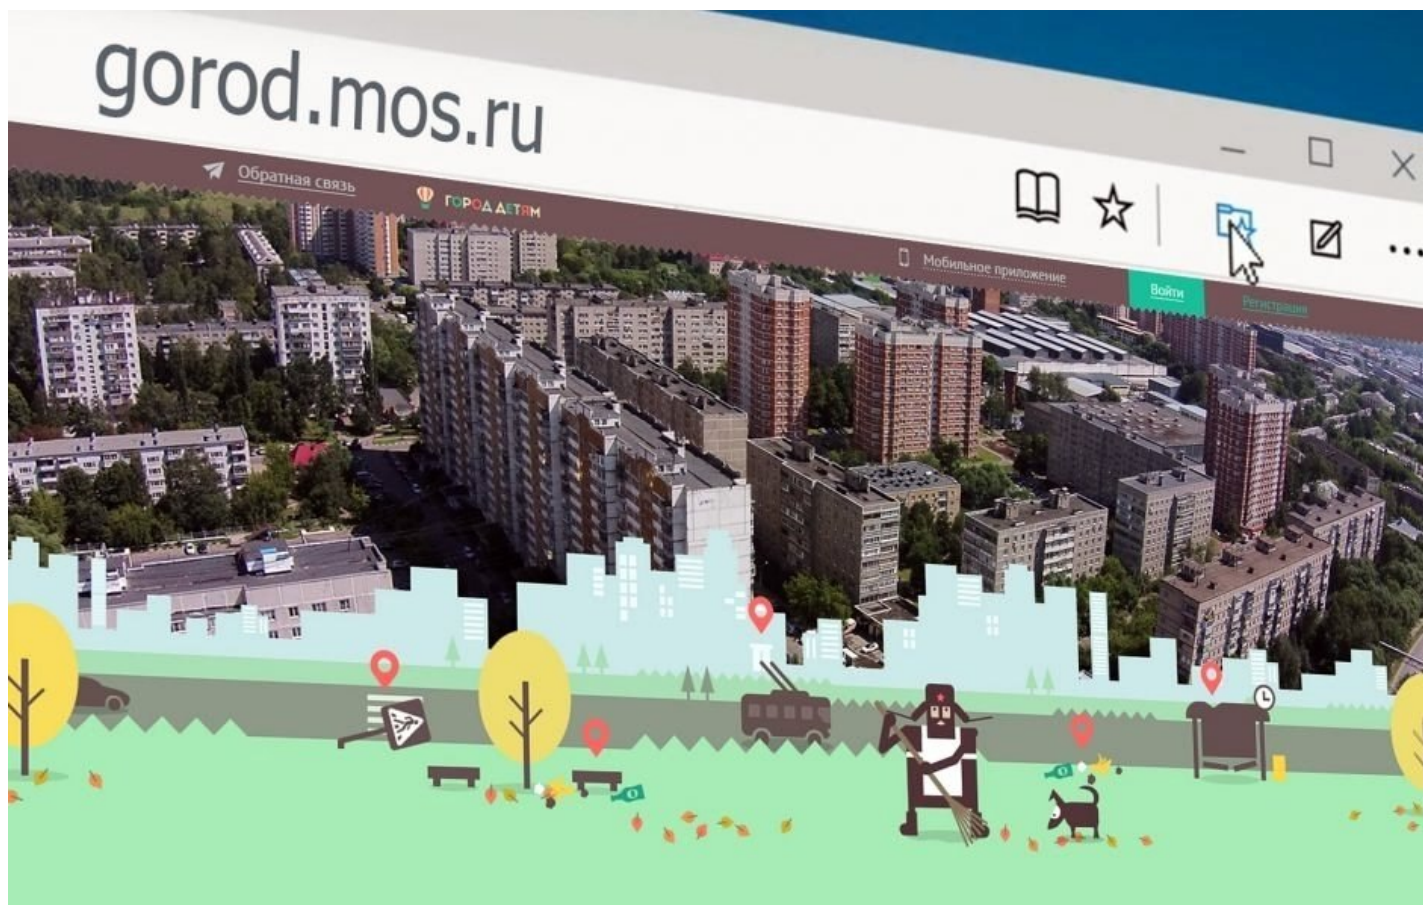 gorod.mos.ru
Обратная связь
ГОРОД ДЕТЯМ
Мобильное приложение
Войти
Регистрация